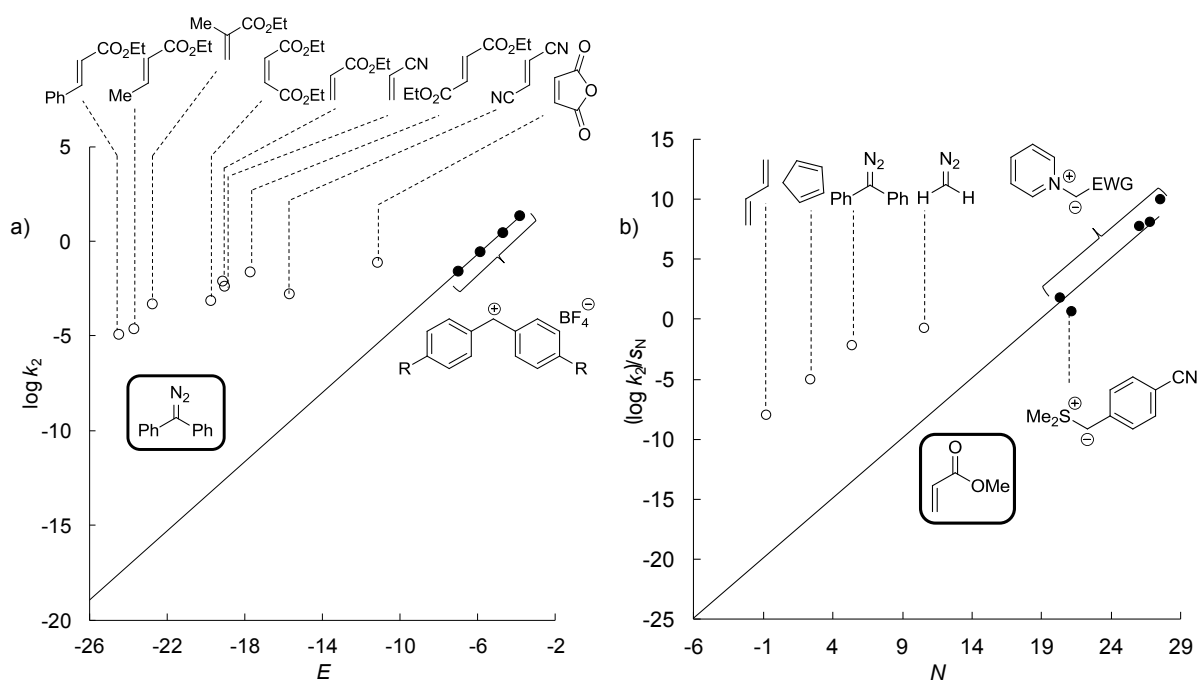 a)
Me CO2Et
CO2Et CO2Et CO2Et CO2Et CO2Et CN
Ph Me CO2Et EtO2C CN NC O O O
5
0
-5
-10
-15
-20
log k2
-26 -22 -18 -14 -10 -6 -2
E
N2
Ph Ph
⊕ BF4 ⊖
R R
b)
15
10
5
0
-5
-10
-15
-20
-25
(log k2)/sN
-6 -1 4 9 14 19 24 29
N
N2 N2
Ph Ph H H
N ⊕ EWG
⊖
⊕ CN
Me2S
⊖
O
OMe